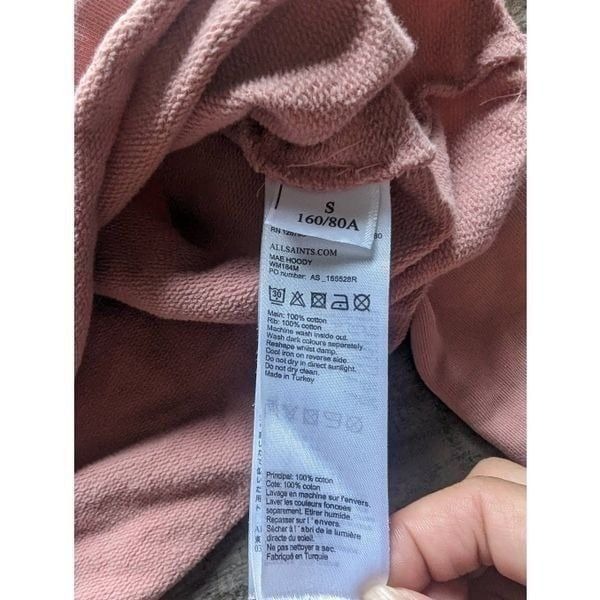 S
160/80A
ALLSAINTS.COM
MAE HOODY
WM184M
PO number: AS_165528R
30
Main: 100% cotton
Rib: 100% cotton
Machine wash inside out.
Wash dark colours separately.
Reshape whilst damp.
Cool iron on reverse side.
Do not dry in direct sunlight.
Do not dry clean.
Made in Turkey
Principal: 100% coton
Cote: 100% coton
Lavage en machine sur l'envers.
Laver les couleurs foncées
separement. Etirer humide.
Repasser sur l'envers.
Sécher à l'abri de la lumière
directe du soleil.
Ne pas nettoyer a sec.
Fabriqué en Turquie